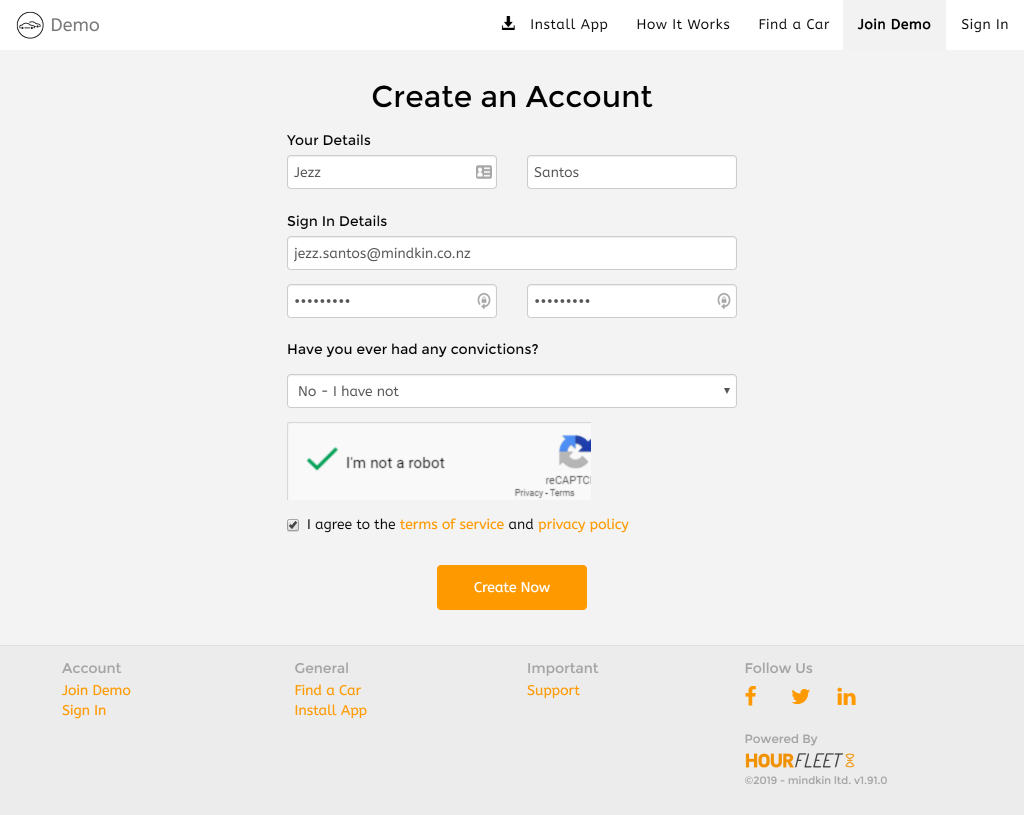 Demo Install App How It Works Find a Car Join Demo Sign In
Create an Account
Your Details
Jezz Santos
Sign In Details
jezz.santos@mindkin.co.nz
••••••••• •••••••••
Have you ever had any convictions?
No - I have not
I'm not a robot
reCAPTC
Privacy - Terms
I agree to the terms of service and privacy policy
Create Now
Account General Important Follow Us
Join Demo Find a Car Support
Sign In Install App
Powered By
HOURFLEET
©2019 - mindkin ltd. v1.91.0